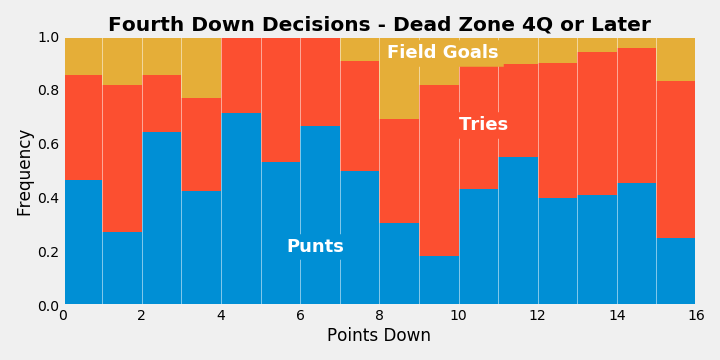 Fourth Down Decisions - Dead Zone 4Q or Later
1.0
0.8
0.6
0.4
0.2
0.0
Frequency
Field Goals
Tries
Punts
0 2 4 6 8 10 12 14 16
Points Down